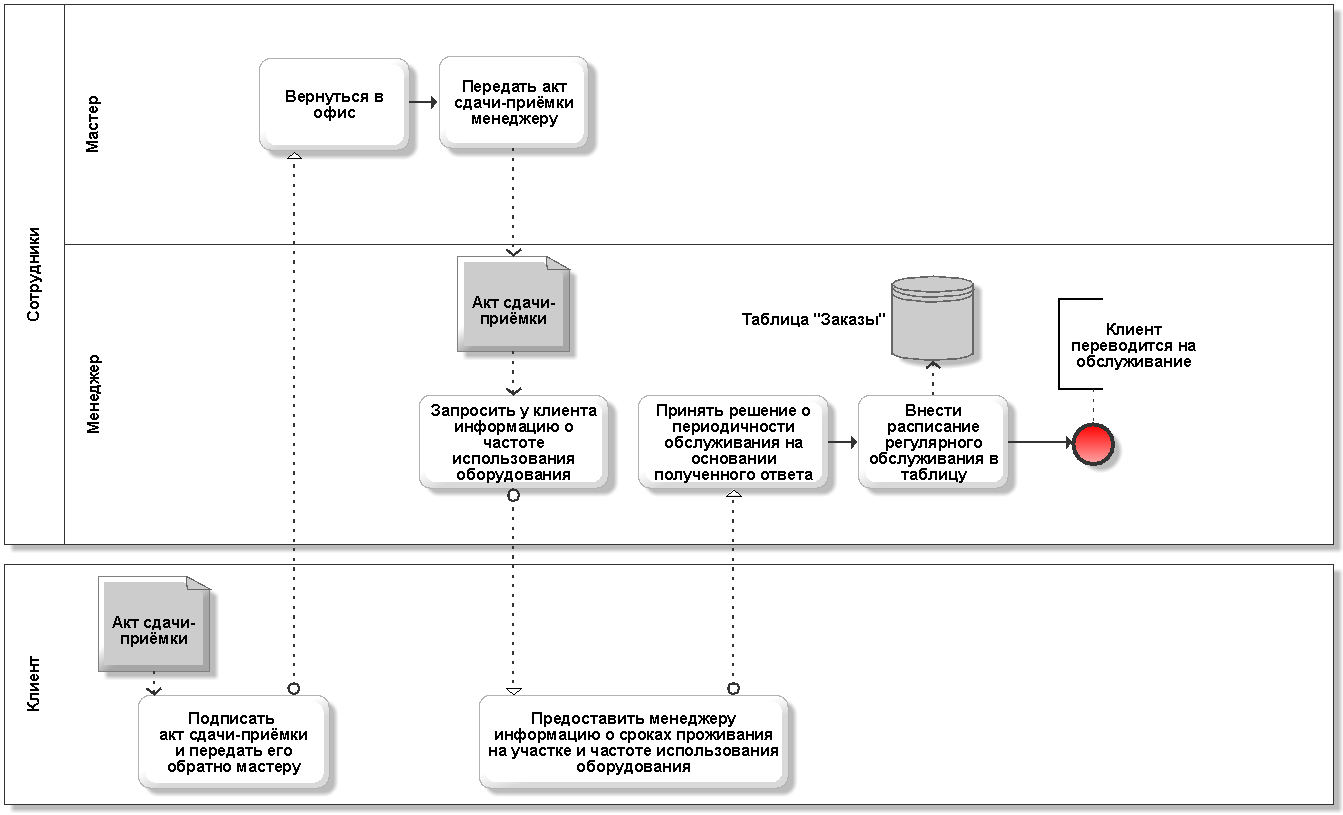 Сотрудники
Мастер
Вернуться в
офис
Передать акт
сдачи-приёмки
менеджеру
Менеджер
Акт сдачи-
приёмки
Таблица "Заказы"
Клиент
переводится на
обслуживание
Запросить у клиента
информацию о
частоте
использования
оборудования
Принять решение о
периодичности
обслуживания на
основании
полученного ответа
Внести
расписание
регулярного
обслуживания в
таблицу
Клиент
Акт сдачи-
приёмки
Подписать
акт сдачи-приёмки
и передать его
обратно мастеру
Предоставить менеджеру
информацию о сроках проживания
на участке и частоте использования
оборудования